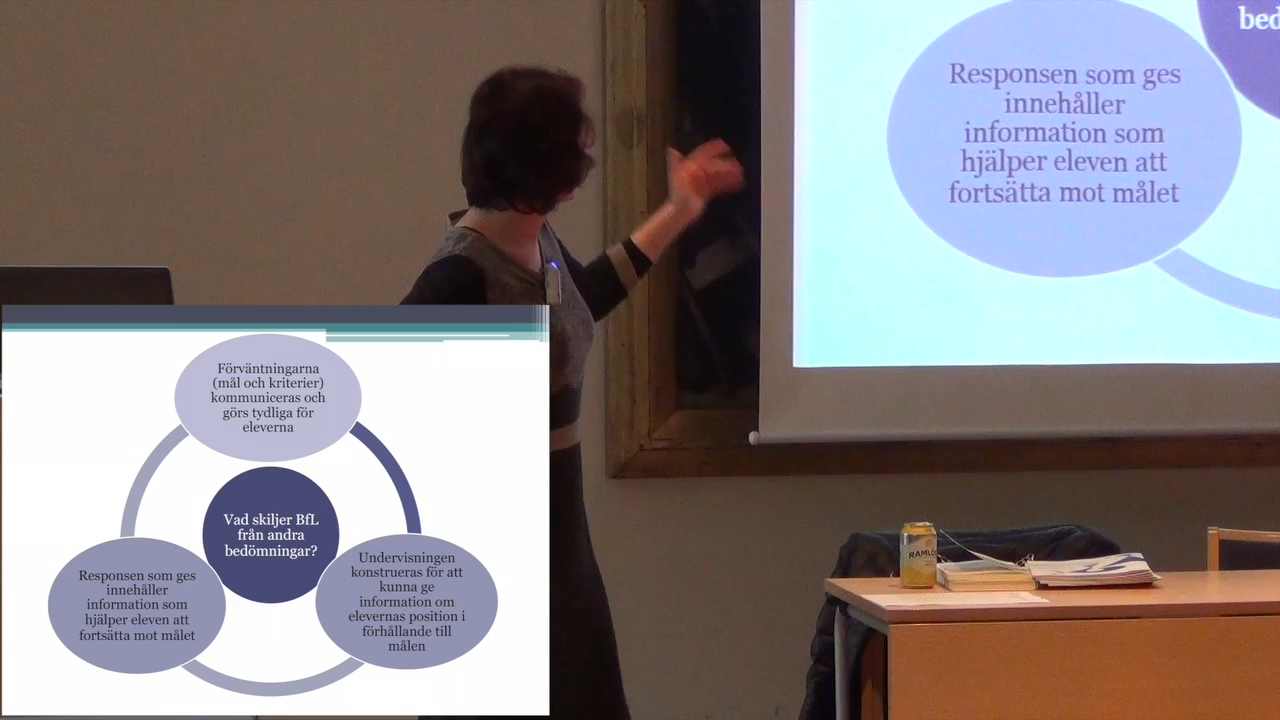 bed
Responsen som ges
innehåller
information som
hjälper eleven att
fortsätta mot målet
Förväntningarna
(mål och kriterier)
kommuniceras och
görs tydliga för
eleverna
Vad skiljer BfL
från andra
bedömningar?
Responsen som ges
innehåller
information som
hjälper eleven att
fortsätta mot målet
Undervisningen
konstrueras för att
kunna ge
information om
elevernas position i
förhållande till
målen
RAMLÖ